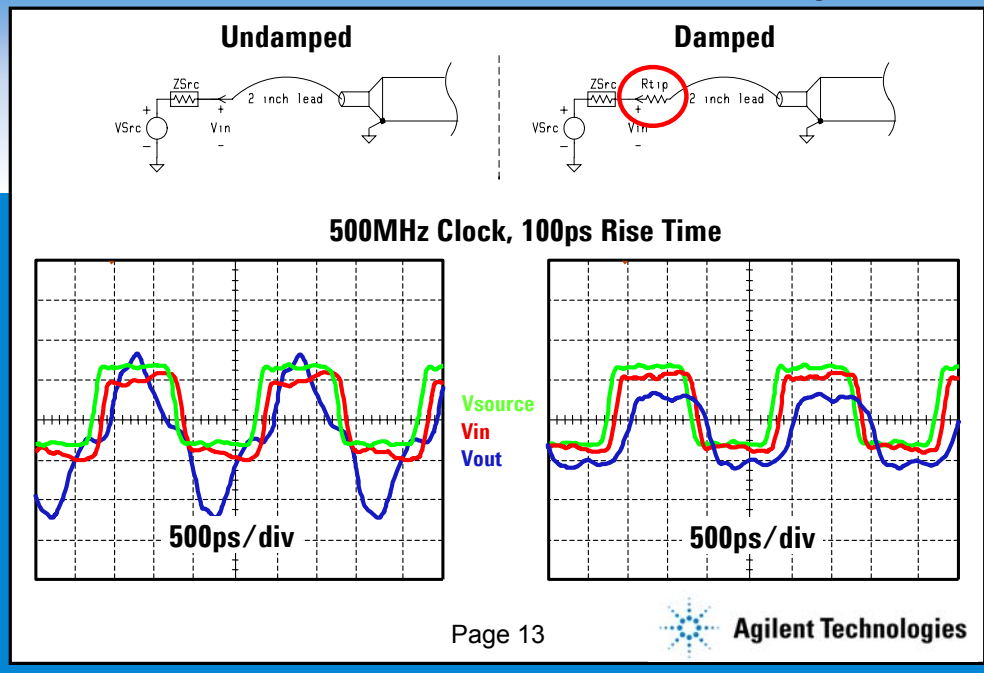 Undamped
Damped
ZSrc
2 inch lead
+
+
VSrc
Vin
-
-
ZSrc
Rtip
2 inch lead
+
+
VSrc
Vin
-
-
500MHz Clock, 100ps Rise Time
Vsource
Vin
Vout
500ps/div
500ps/div
Page 13
Agilent Technologies